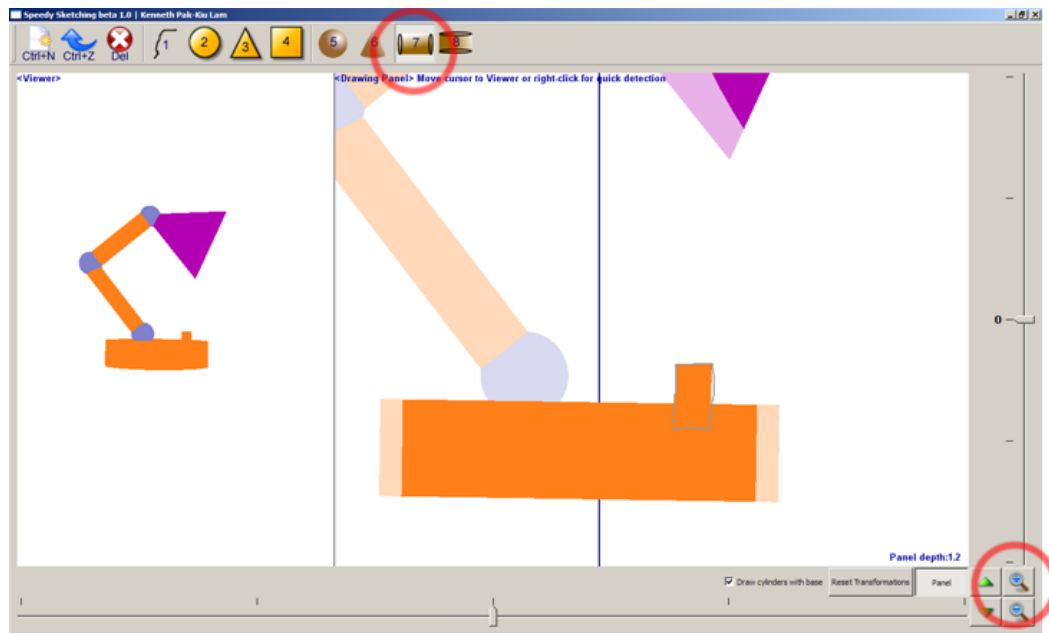 Speedy Sketching beta 1.0 | Kenneth Pak-Kiu Lam
Ctrl+N Ctrl+Z Del 1 2 3 4 5 6 7 8
<Viewer>
<Drawing Panel> Move cursor to Viewer or right-click for quick detection
0
Panel depth:1.2
Draw cylinders with base Reset Transformations Panel